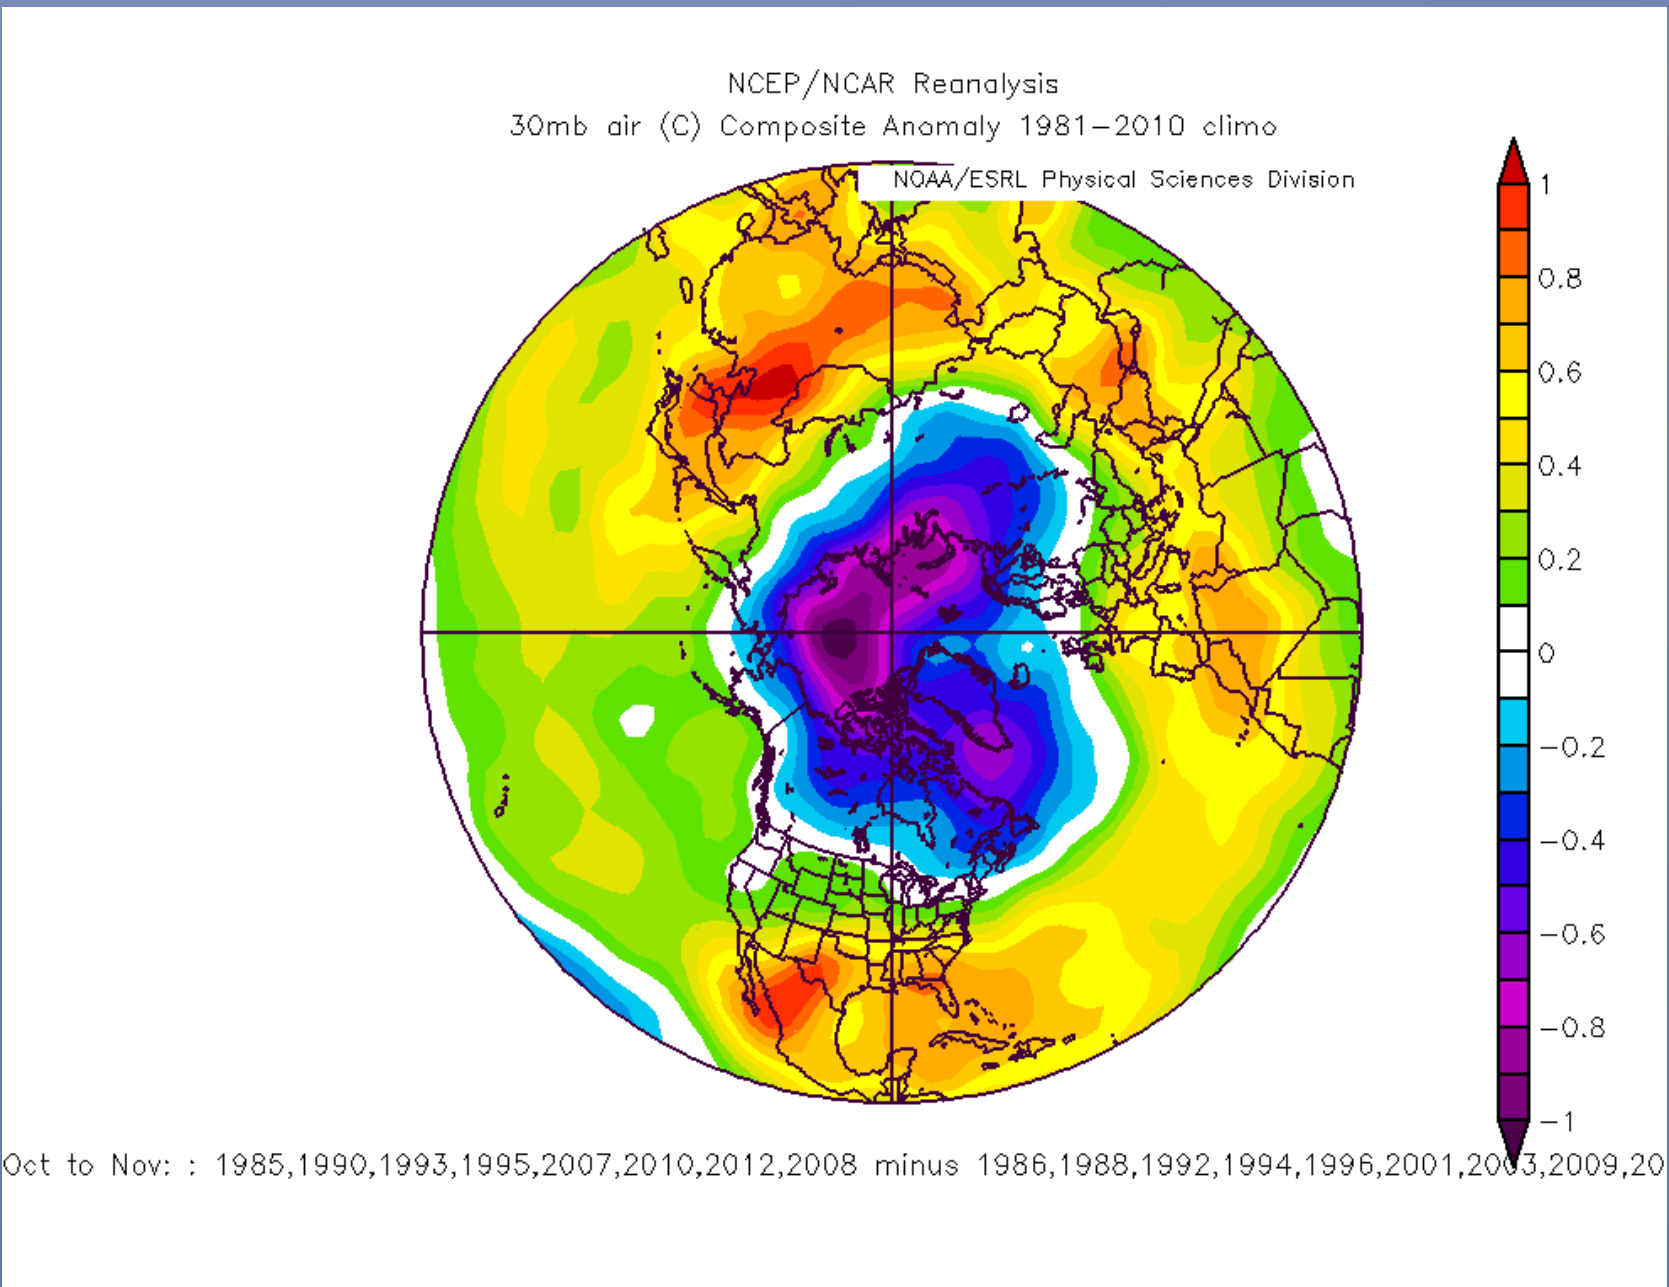 NCEP/NCAR Reanalysis
30mb air (C) Composite Anomaly 1981-2010 climo
NOAA/ESRL Physical Sciences Division
1
0.8
0.6
0.4
0.2
0
-0.2
-0.4
-0.6
-0.8
-1
Oct to Nov: : 1985,1990,1993,1995,2007,2010,2012,2008 minus 1986,1988,1992,1994,1996,2001,2003,2009,20